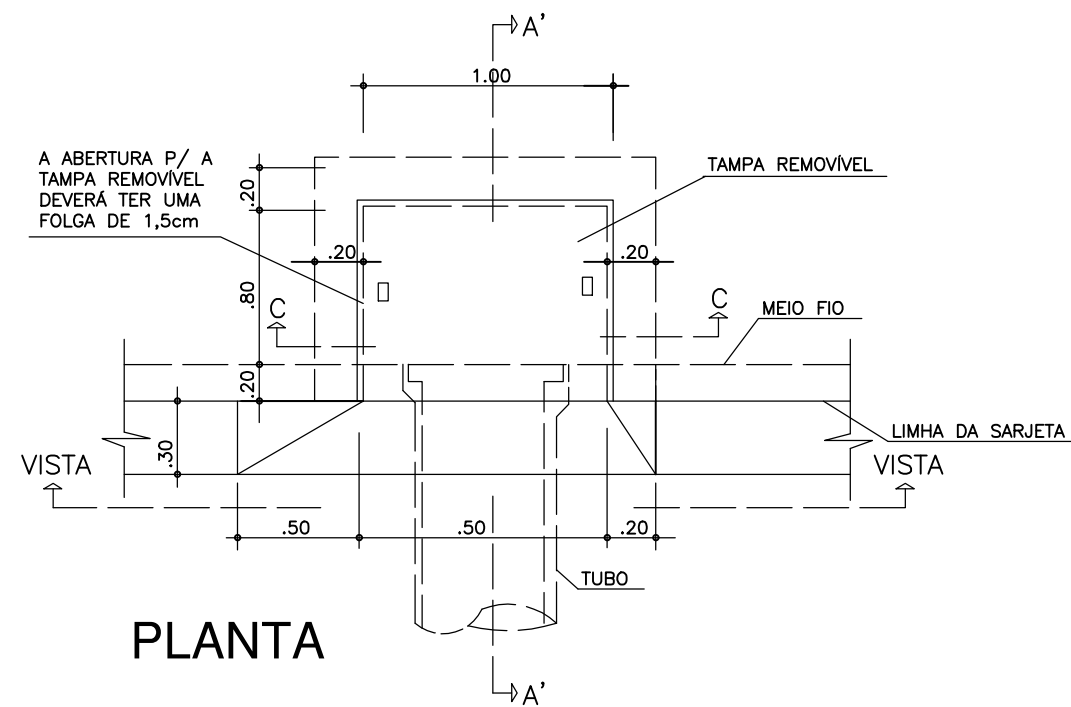 A'
1.00
A ABERTURA P/ A
TAMPA REMOVÍVEL
DEVERÁ TER UMA
FOLGA DE 1,5cm
TAMPA REMOVÍVEL
.20
.20
.20
.80
C
C
MEIO FIO
.20
LIMHA DA SARJETA
.30
VISTA
VISTA
.50
.50
.20
TUBO
PLANTA
A'